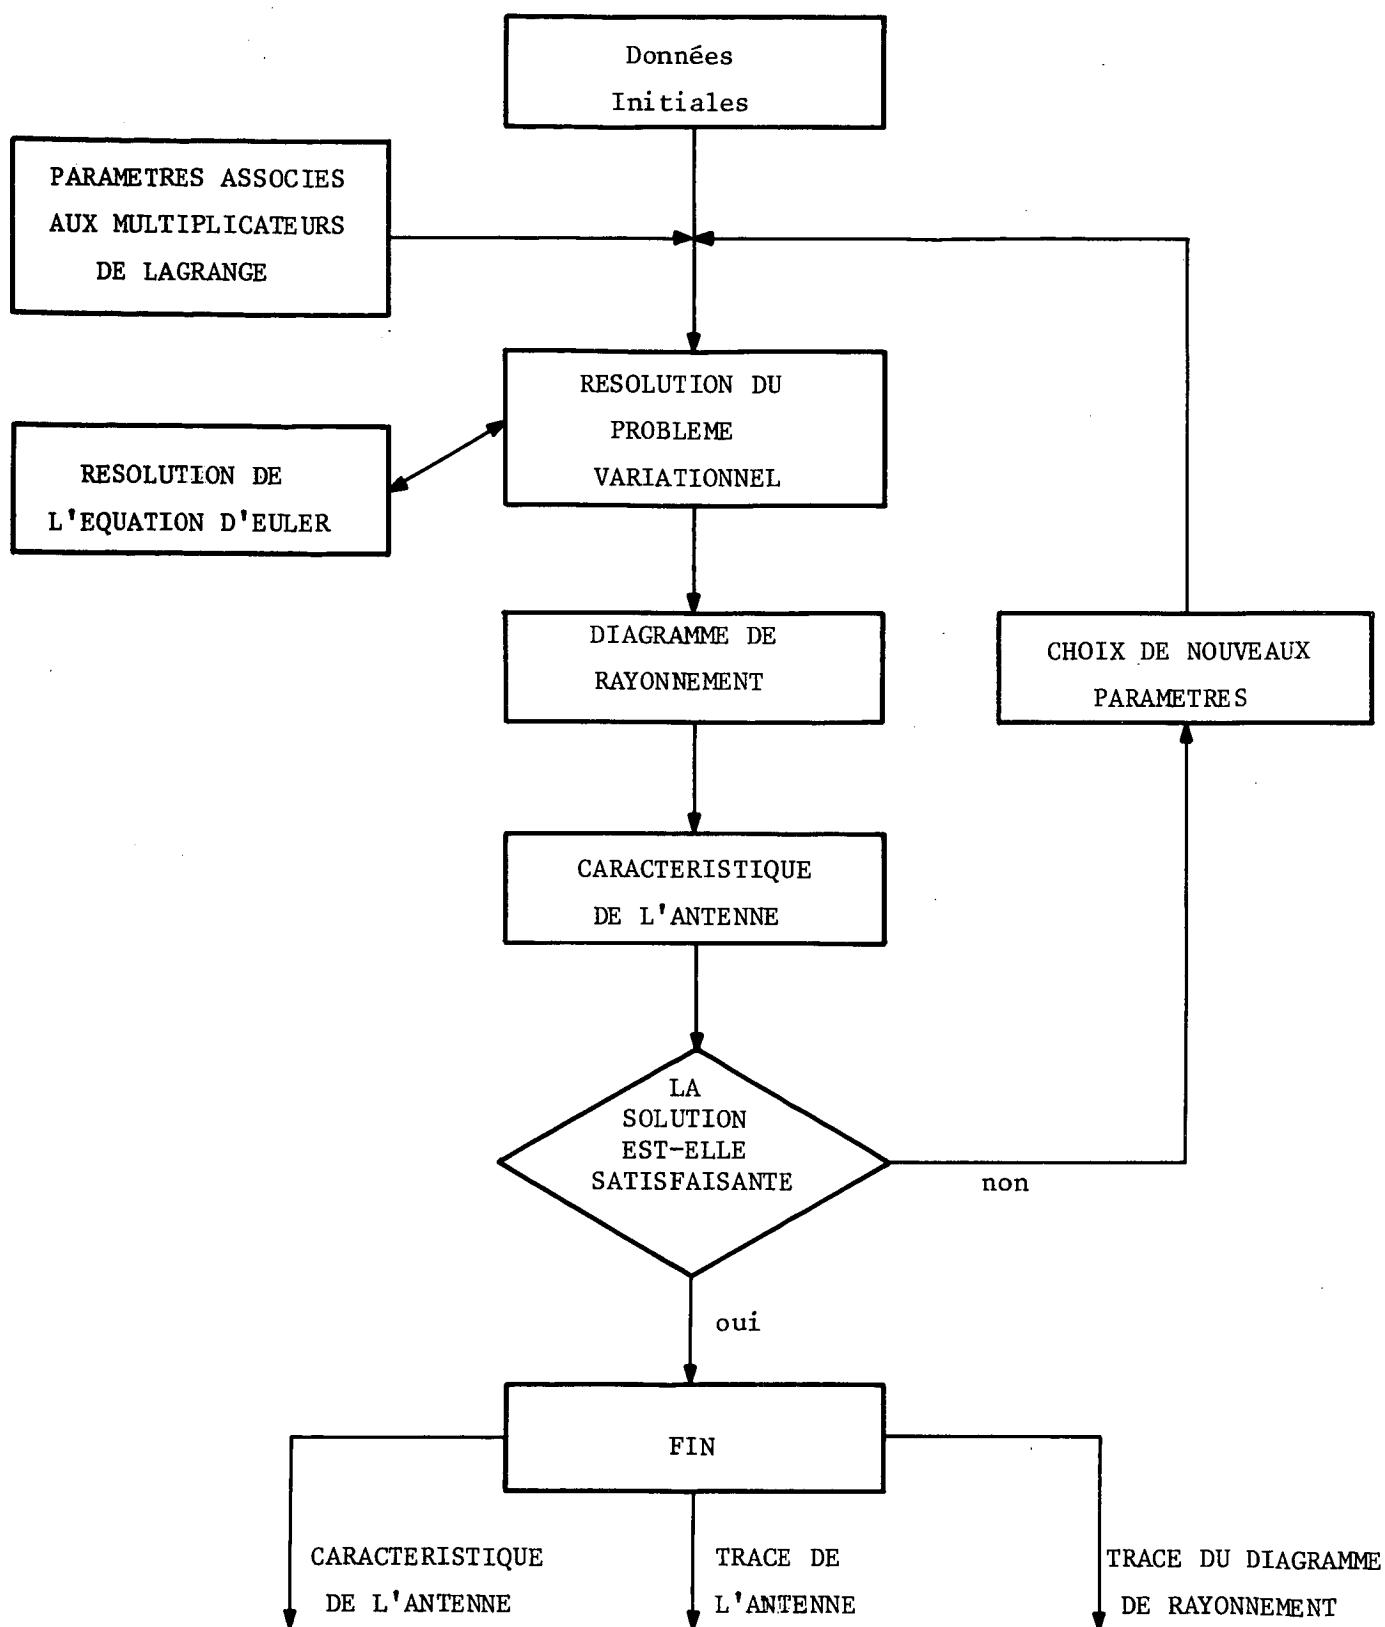 Données
Initiales
PARAMETRES ASSOCIES
AUX MULTIPLICATEURS
DE LAGRANGE
RESOLUTION DU
PROBLEME
VARIATIONNEL
RESOLUTION DE
L'EQUATION D'EULER
DIAGRAMME DE
RAYONNEMENT
CHOIX DE NOUVEAUX
PARAMETRES
CARACTERISTIQUE
DE L'ANTENNE
LA
SOLUTION
EST-ELLE
SATISFAISANTE
non
oui
FIN
CARACTERISTIQUE
DE L'ANTENNE
TRACE DE
L'ANTENNE
TRACE DU DIAGRAMME
DE RAYONNEMENT